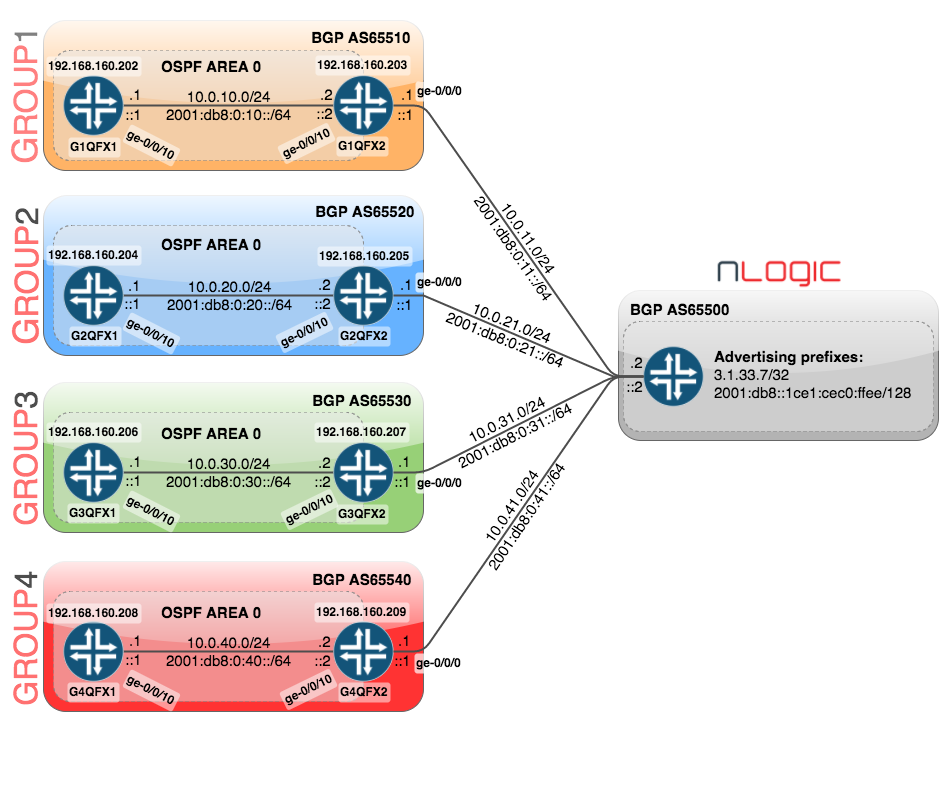 GROUP1
BGP AS65510
192.168.160.202
OSPF AREA 0
192.168.160.203
.1
10.0.10.0/24
.2
.1
ge-0/0/0
::1
2001:db8:0:10::/64
::2
::1
G1QFX1
ge-0/0/10
ge-0/0/10
G1QFX2
10.0.11.0/24
2001:db8:0:11::/64
GROUP2
BGP AS65520
OSPF AREA 0
192.168.160.204
192.168.160.205
.1
10.0.20.0/24
.2
.1
ge-0/0/0
::1
2001:db8:0:20::/64
::2
::1
G2QFX1
ge-0/0/10
ge-0/0/10
G2QFX2
10.0.21.0/24
2001:db8:0:21::/64
GROUP3
BGP AS65530
192.168.160.206
OSPF AREA 0
192.168.160.207
.1
10.0.30.0/24
.2
.1
::1
2001:db8:0:30::/64
::2
::1
ge-0/0/0
G3QFX1
ge-0/0/10
ge-0/0/10
G3QFX2
10.0.31.0/24
2001:db8:0:31::/64
GROUP4
BGP AS65540
192.168.160.208
OSPF AREA 0
192.168.160.209
.1
10.0.40.0/24
.2
.1
::1
2001:db8:0:40::/64
::2
::1
ge-0/0/0
G4QFX1
ge-0/0/10
ge-0/0/10
G4QFX2
10.0.41.0/24
2001:db8:0:41::/64
nLOGIC
BGP AS65500
.2
::2
Advertising prefixes:
3.1.33.7/32
2001:db8::1ce1:cec0:ffee/128